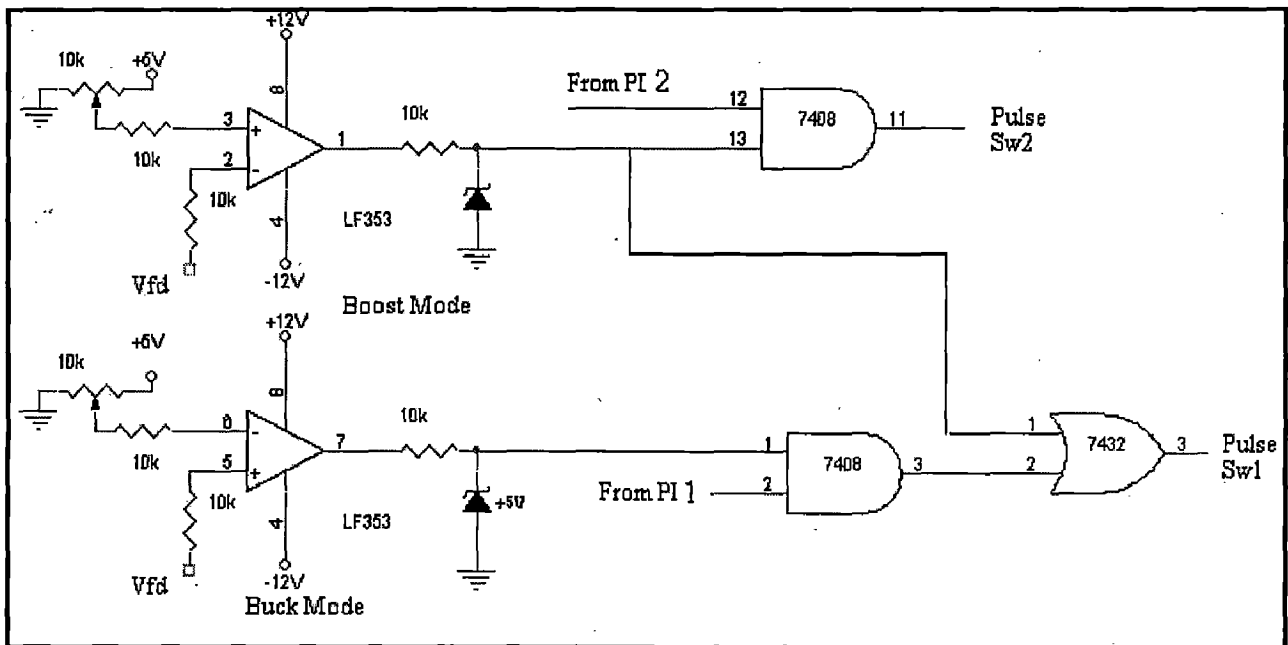 +12V
10k
+5V
8
From PI 2
12
7408
11
Pulse
Sw2
3
+
1
10k
13
10k
2
-
10k
LF353
4
Vfd
-12V
Boost Mode
+12V
+5V
10k
8
-
7
10k
1
7408
3
1
7432
3
Pulse
Sw1
2
10k
5
+
10k
From PI 1
2
+5V
LF353
4
Vfd
-12V
Buck Mode